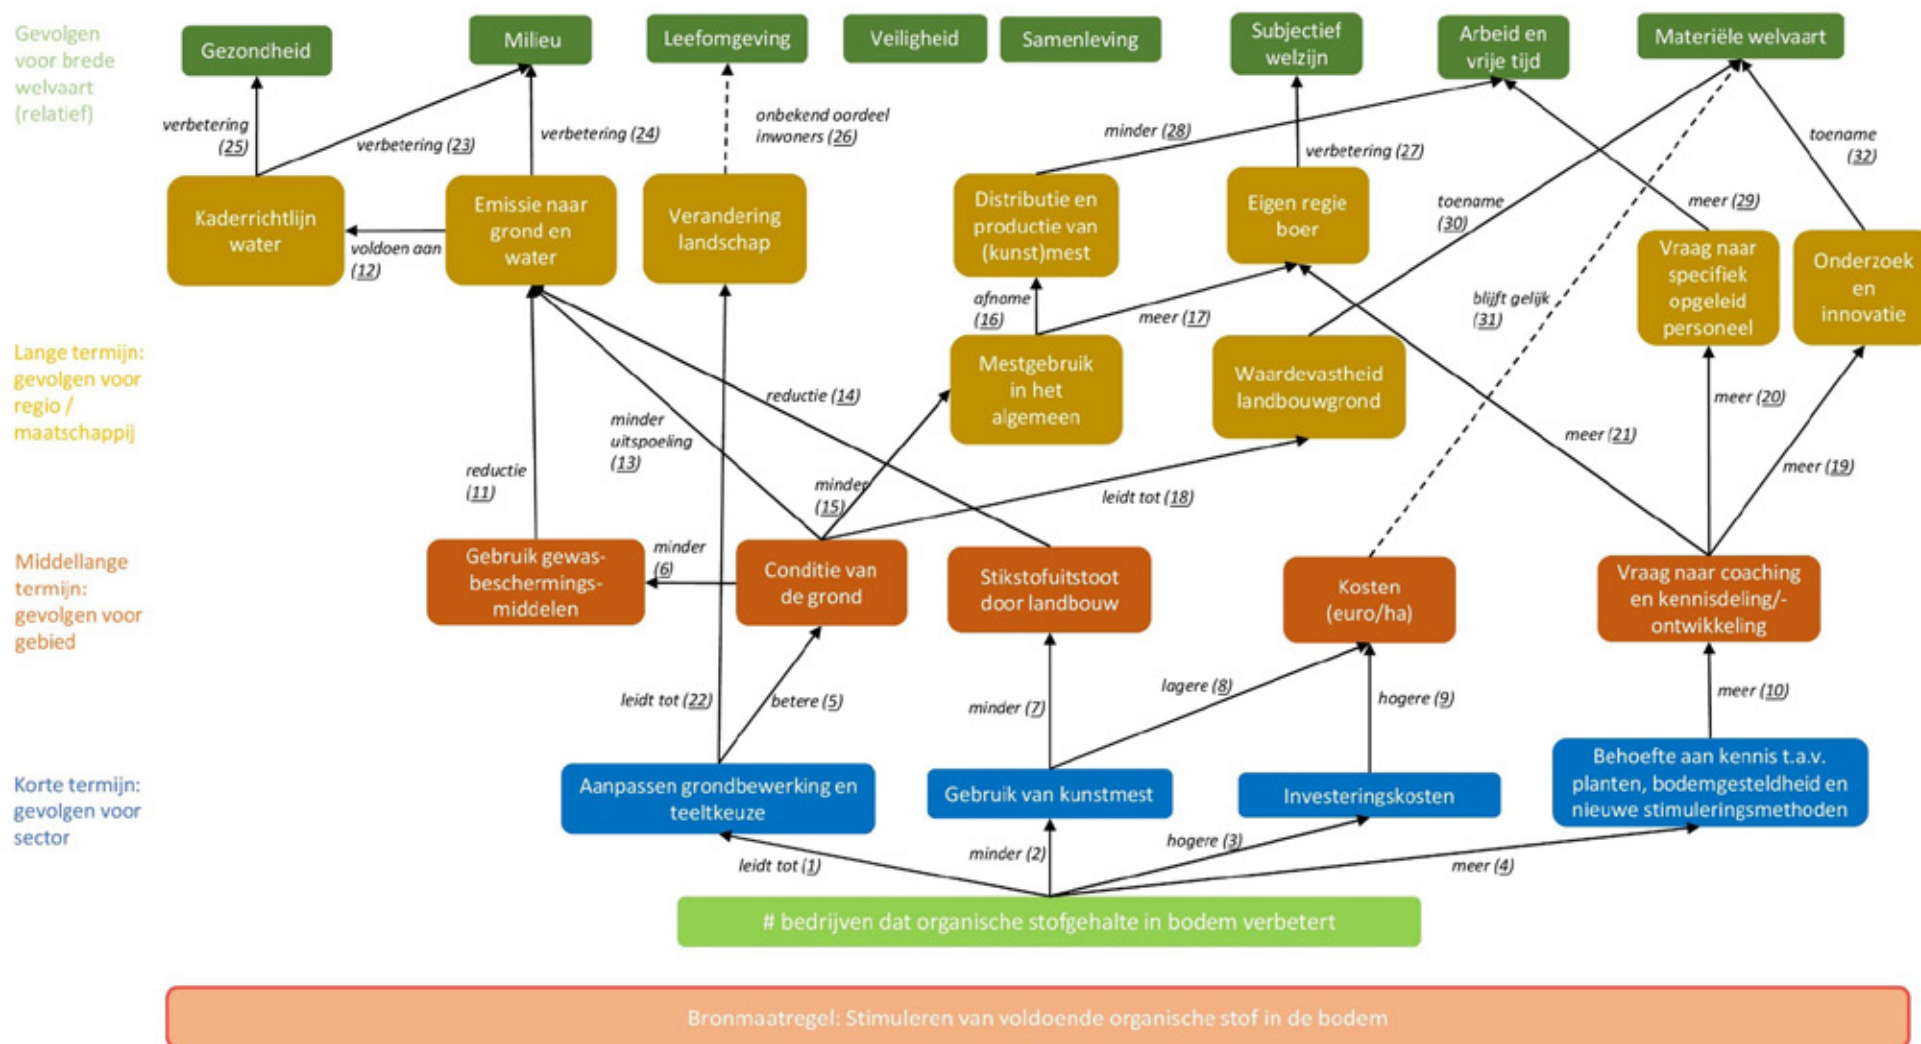 Gevolgen
voor brede
welvaart
(relatief)
Gezondheid
Milieu
Leefomgeving
Veiligheid
Samenleving
Subjectief
welzijn
Arbeid en
vrije tijd
Materiële welvaart
verbetering
(25)
verbetering (23)
verbetering (24)
onbekend oordeel
inwoners (26)
minder (28)
verbetering (27)
toename
(30)
meer (29)
toename
(32)
Kaderrichtlijn
water
voldoen aan
(12)
Emissie naar
grond en
water
Verandering
landschap
Distributie en
productie van
(kunst)mest
Eigen regie
boer
Vraag naar
specifiek
opgeleid
personeel
Onderzoek
en
innovatie
afname
(16)
meer (17)
blijft gelijk
(31)
Lange termijn:
gevolgen voor
regio /
maatschappij
Mestgebruik
in het
algemeen
Waardevastheid
landbouwgrond
reductie (14)
minder
uitspoeling
(13)
reductie
(11)
minder
(15)
leidt tot (18)
meer (21)
meer (20)
meer (19)
Middellange
termijn:
gevolgen voor
gebied
Gebruik gewas-
beschermings-
middelen
minder
(6)
Conditie van
de grond
Stikstofuitstoot
door landbouw
Kosten
(euro/ha)
Vraag naar coaching
en kennisdeling/-
ontwikkeling
leidt tot (22)
betere (5)
minder (7)
lagere (8)
hogere (9)
meer (10)
Korte termijn:
gevolgen voor
sector
Aanpassen grondbewerking en
teeltkeuze
Gebruik van kunstmest
Investeringskosten
Behoefte aan kennis t.a.v.
planten, bodemgesteldheid en
nieuwe stimuleringsmethoden
leidt tot (1)
minder (2)
hogere (3)
meer (4)
# bedrijven dat organische stofgehalte in bodem verbetert
Bronmaatregel: Stimuleren van voldoende organische stof in de bodem